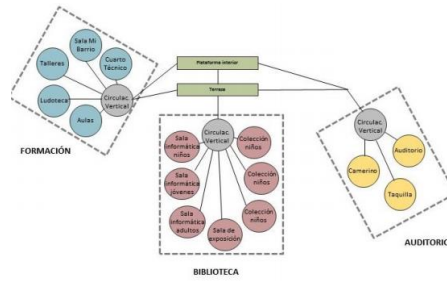 Sala Mi
Barrio
Cuarto
Técnico
Talleres
Ludoteca
Aulas
Circulac.
Vertical
FORMACIÓN
Plataforma interior
Terraza
Circulac.
Vertical
Sala
informática
niños
Sala
informática
jóvenes
Sala
informática
adultos
Sala de
exposición
Colección
niños
Colección
niños
Colección
niños
BIBLIOTECA
Circulac.
Vertical
Auditorio
Camerino
Taquilla
AUDITORIO